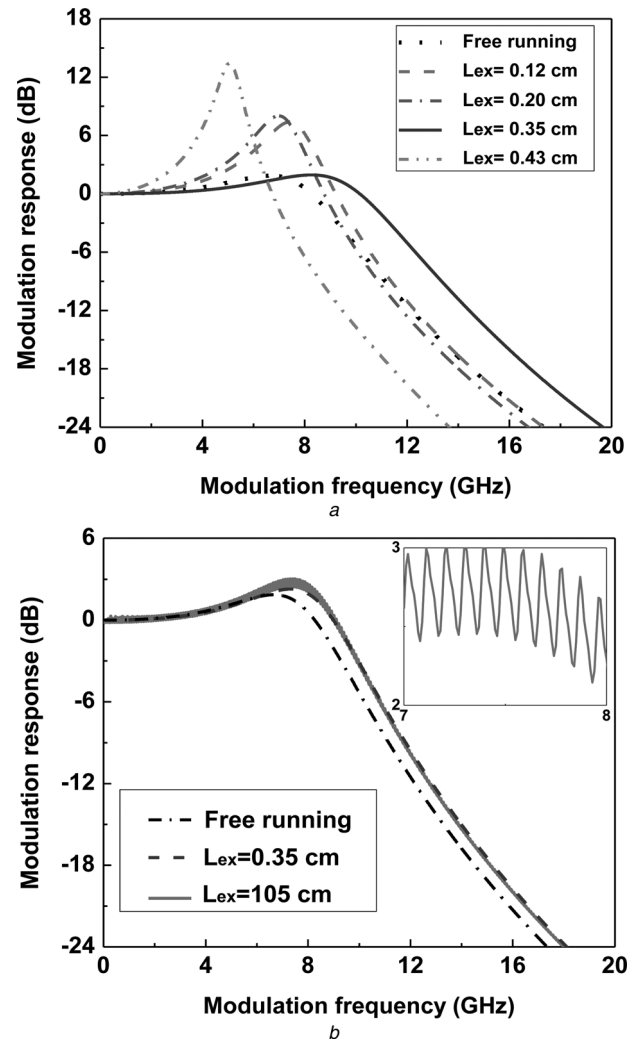 18
12
6
0
-6
-12
-18
-24
Modulation response (dB)
Free running
Lex= 0.12 cm
Lex= 0.20 cm
Lex= 0.35 cm
Lex= 0.43 cm
0 4 8 12 16 20
Modulation frequency (GHz)
a
6
0
-6
-12
-18
-24
Modulation response (dB)
3
2
7 8
Free running
Lex=0.35 cm
Lex=105 cm
0 4 8 12 16 20
Modulation frequency (GHz)
b